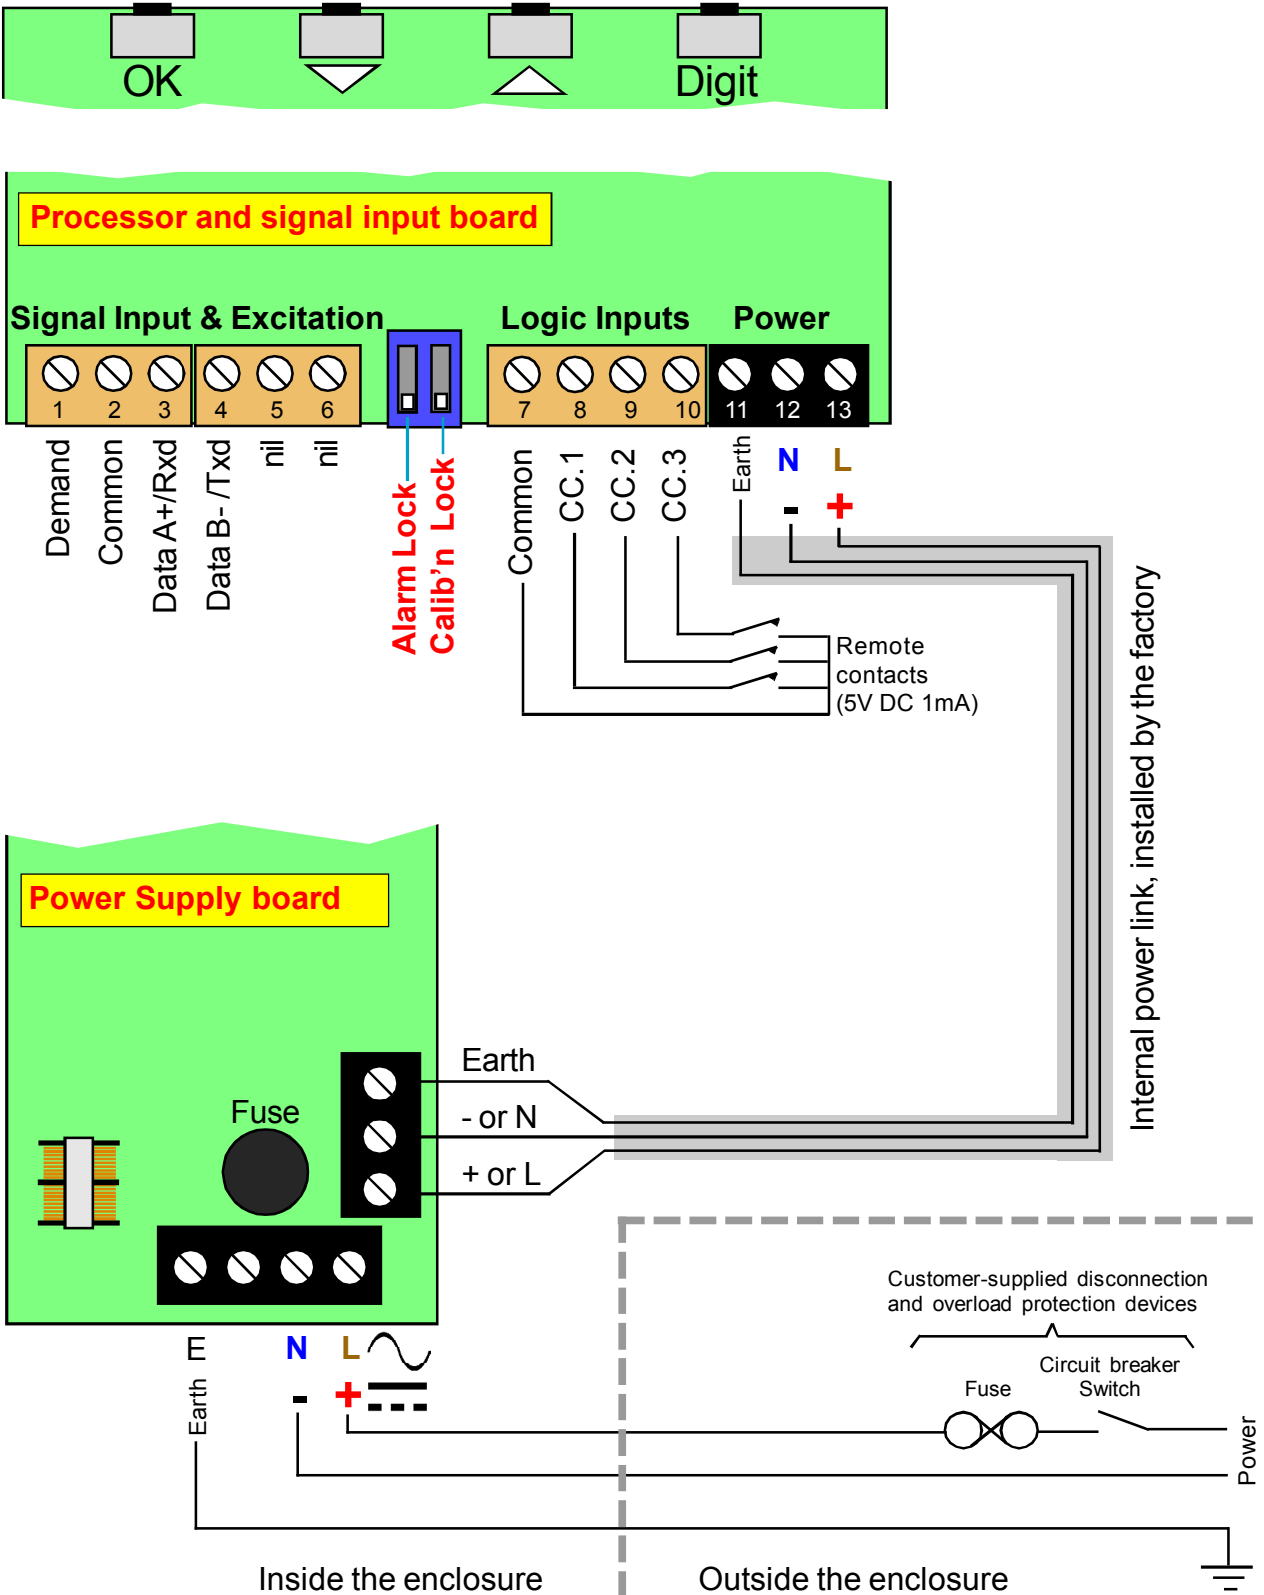 OK
Digit
Processor and signal input board
Signal Input & Excitation
Logic Inputs
Power
1 2 3 4 5 6
7 8 9 10 11 12 13
Demand
Common
Data A+/Rxd
Data B- /Txd
nil
nil
Alarm Lock
Calib’n Lock
Common
CC.1
CC.2
CC.3
Earth
N
L
-
+
Remote
contacts
(5V DC 1mA)
Internal power link, installed by the factory
Power Supply board
Fuse
Earth
- or N
+ or L
Customer-supplied disconnection
and overload protection devices
Circuit breaker
Switch
Fuse
E
N
L
Earth
-
+
Power
Inside the enclosure
Outside the enclosure